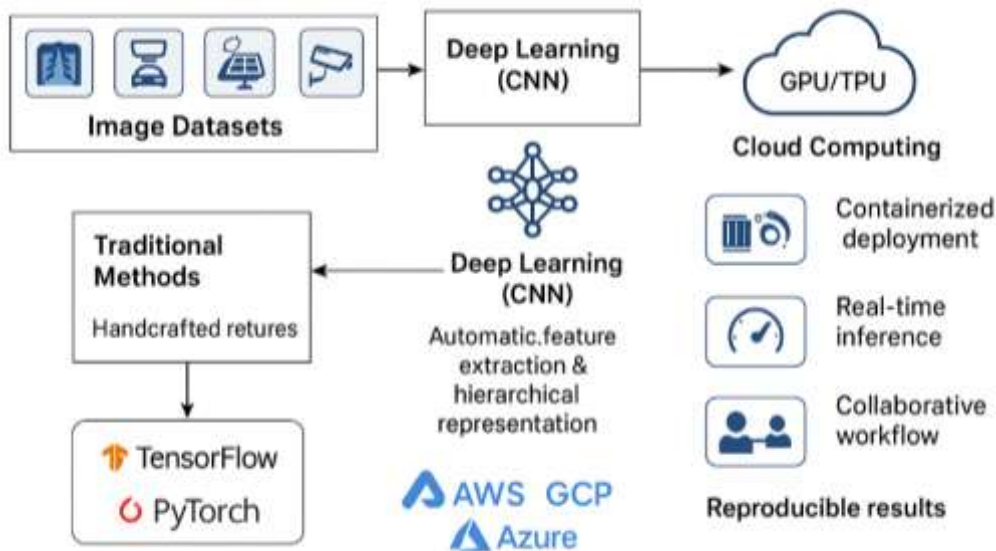 Image Datasets
Deep Learning
(CNN)
GPU/TPU
Cloud Computing
Traditional
Methods
Handcrafted retures
TensorFlow
PyTorch
Deep Learning
(CNN)
Automatic.feature
extraction &
hierarchical
representation
AWS GCP
Azure
Containerized
deployment
Real-time
inference
Collaborative
workflow
Reproducible results